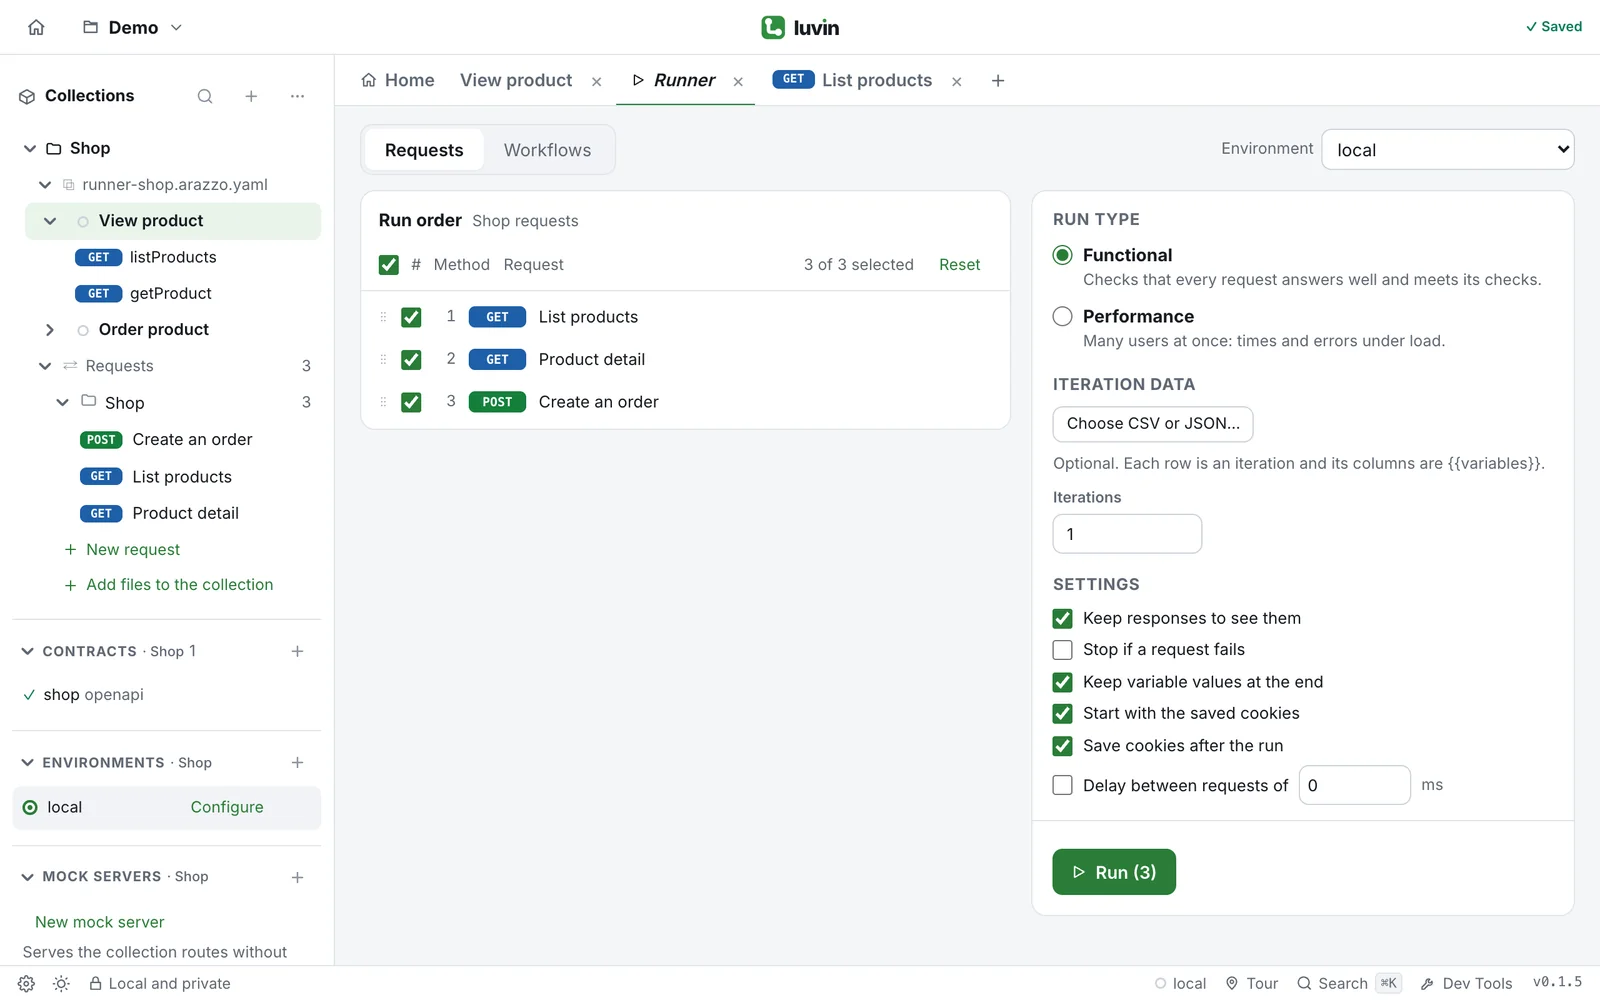 Demo
luvin
Saved
Collections
Home
View product
Runner
GET List products
Shop
runner-shop.arazzo.yaml
View product
GET listProducts
GET getProduct
Order product
Requests 3
Shop 3
POST Create an order
GET List products
GET Product detail
+ New request
+ Add files to the collection
CONTRACTS · Shop 1
shop openapi
ENVIRONMENTS · Shop
local Configure
MOCK SERVERS · Shop
New mock server
Serves the collection routes without
Requests Workflows
Environment local
Run order Shop requests
# Method Request 3 of 3 selected Reset
1 GET List products
2 GET Product detail
3 POST Create an order
RUN TYPE
Functional
Checks that every request answers well and meets its checks.
Performance
Many users at once: times and errors under load.
ITERATION DATA
Choose CSV or JSON...
Optional. Each row is an iteration and its columns are {{variables}}.
Iterations
1
SETTINGS
Keep responses to see them
Stop if a request fails
Keep variable values at the end
Start with the saved cookies
Save cookies after the run
Delay between requests of 0 ms
Run (3)
Local and private
local
Tour
Search ⌘K
Dev Tools
v0.1.5